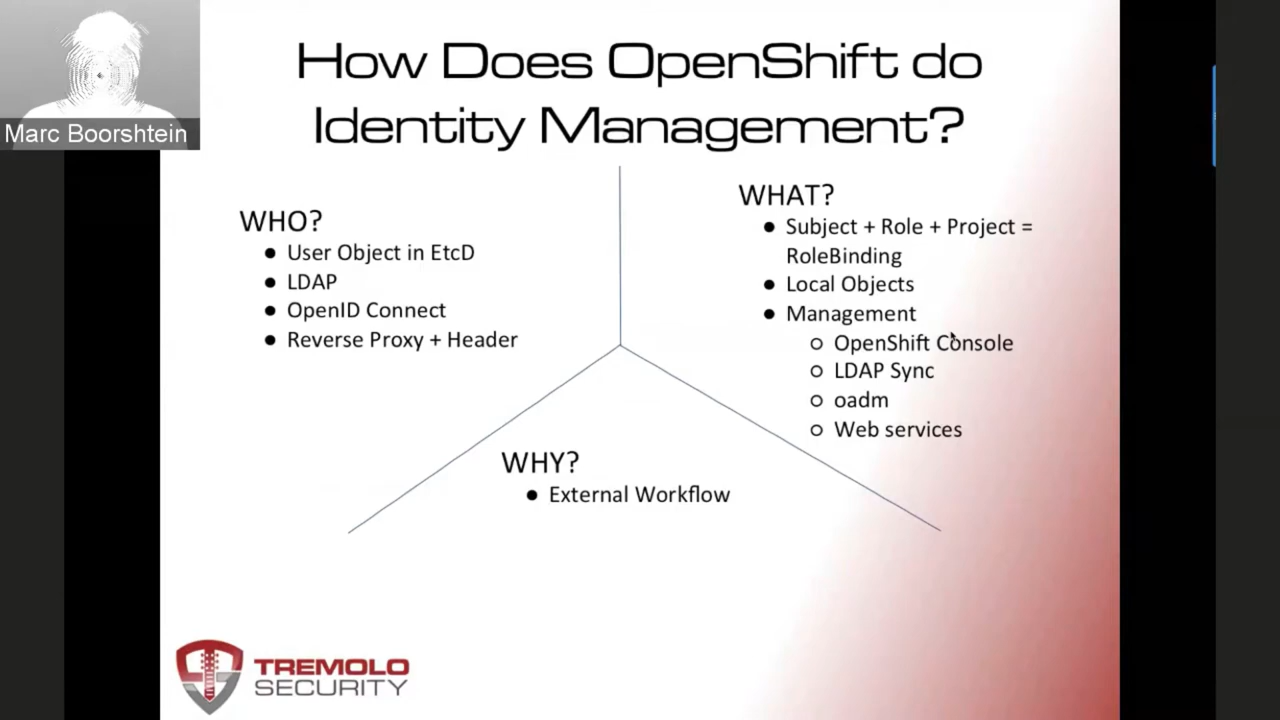 Marc Boorshtein
How Does OpenShift do
Identity Management?
WHO?
● User Object in EtcD
● LDAP
● OpenID Connect
● Reverse Proxy + Header
WHAT?
● Subject + Role + Project =
RoleBinding
● Local Objects
● Management
○ OpenShift Console
○ LDAP Sync
○ oadm
○ Web services
WHY?
● External Workflow
TREMOLO
SECURITY